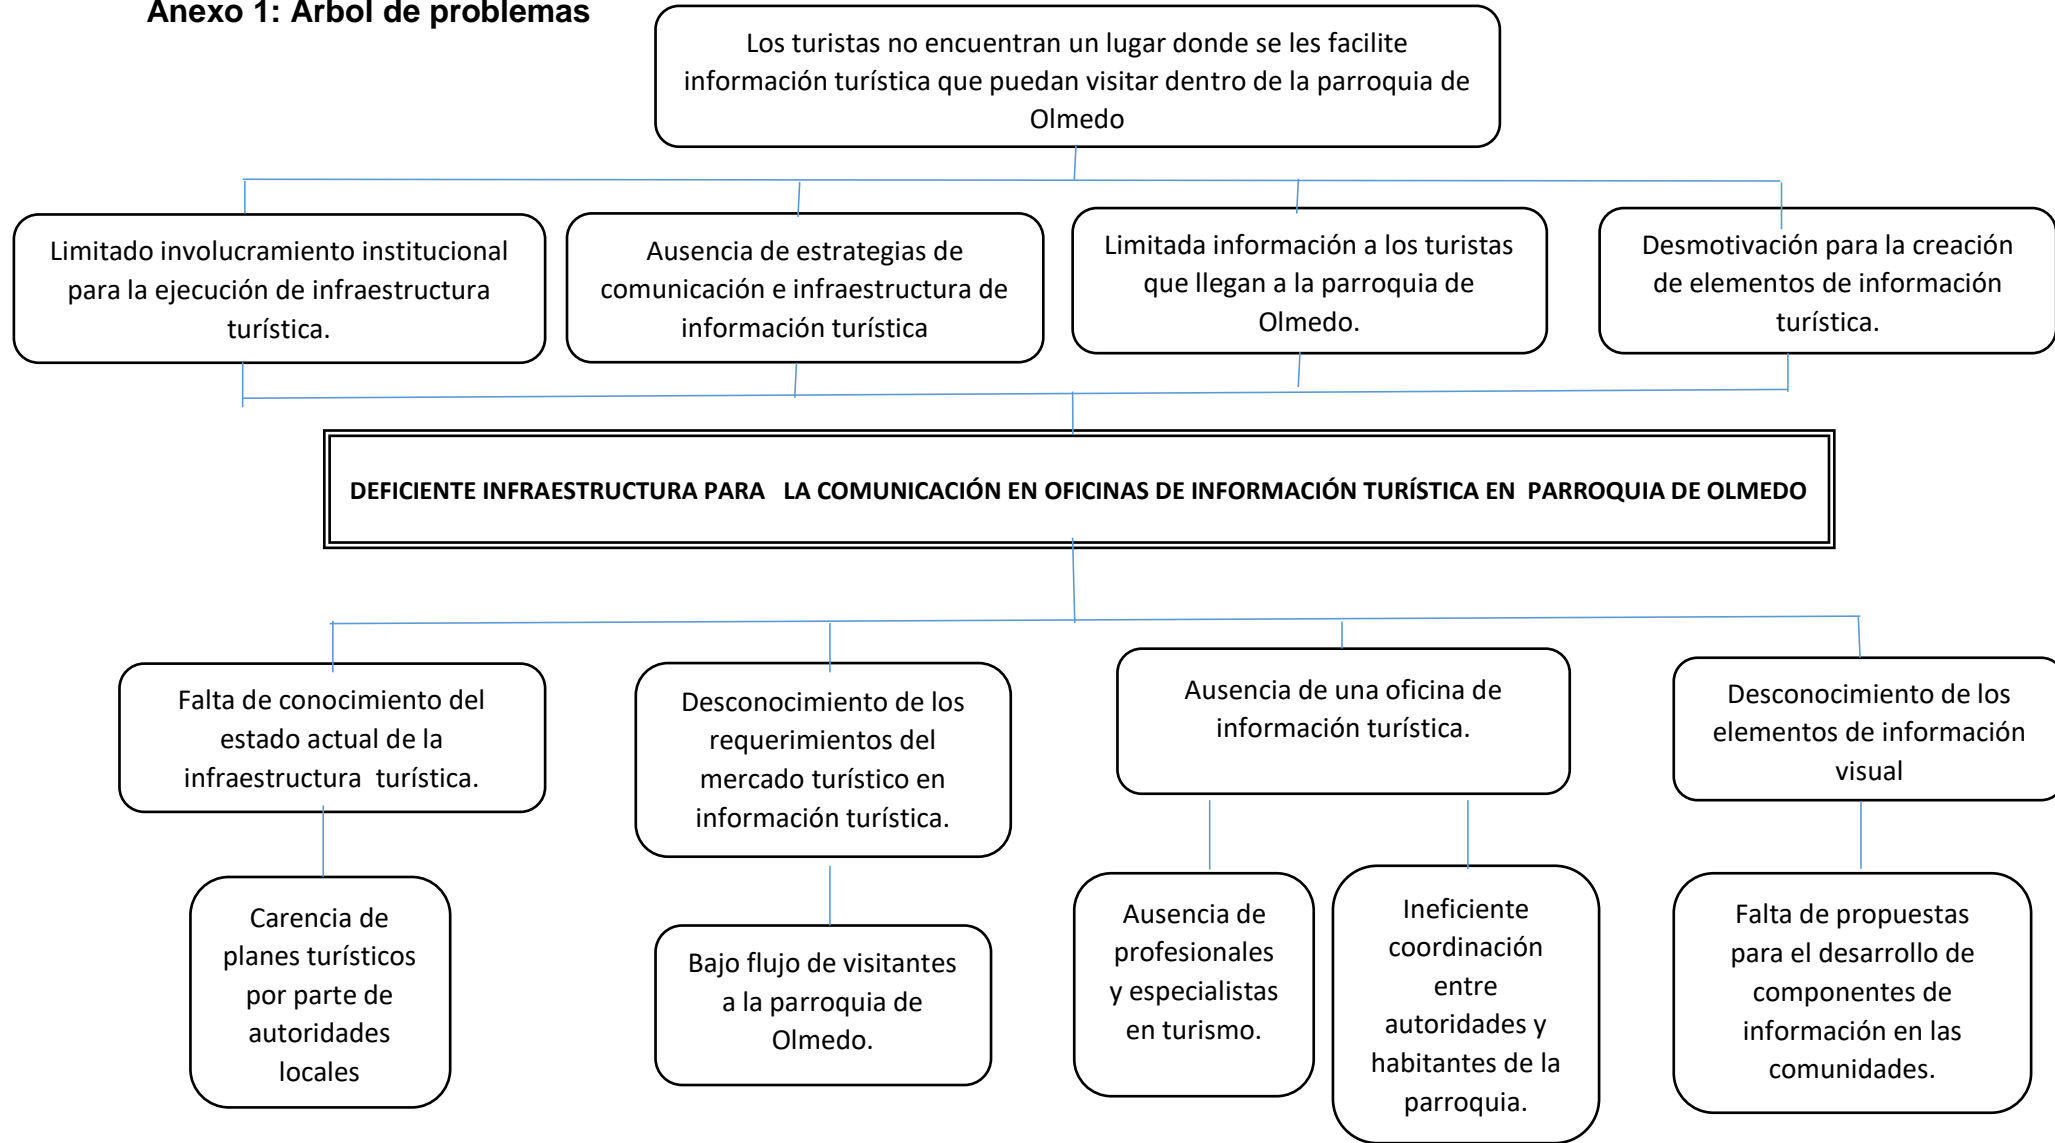 Anexo 1: Árbol de problemas
Los turistas no encuentran un lugar donde se les facilite
información turística que puedan visitar dentro de la parroquia de
Olmedo
Limitado involucramiento institucional
para la ejecución de infraestructura
turística.
Ausencia de estrategias de
comunicación e infraestructura de
información turística
Limitada información a los turistas
que llegan a la parroquia de
Olmedo.
Desmotivación para la creación
de elementos de información
turística.
DEFICIENTE INFRAESTRUCTURA PARA   LA COMUNICACIÓN EN OFICINAS DE INFORMACIÓN TURÍSTICA EN  PARROQUIA DE OLMEDO
Falta de conocimiento del
estado actual de la
infraestructura  turística.
Desconocimiento de los
requerimientos del
mercado turístico en
información turística.
Ausencia de una oficina de
información turística.
Desconocimiento de los
elementos de información
visual
Carencia de
planes turísticos
por parte de
autoridades
locales
Bajo flujo de visitantes
a la parroquia de
Olmedo.
Ausencia de
profesionales
y especialistas
en turismo.
Ineficiente
coordinación
entre
autoridades y
habitantes de la
parroquia.
Falta de propuestas
para el desarrollo de
componentes de
información en las
comunidades.